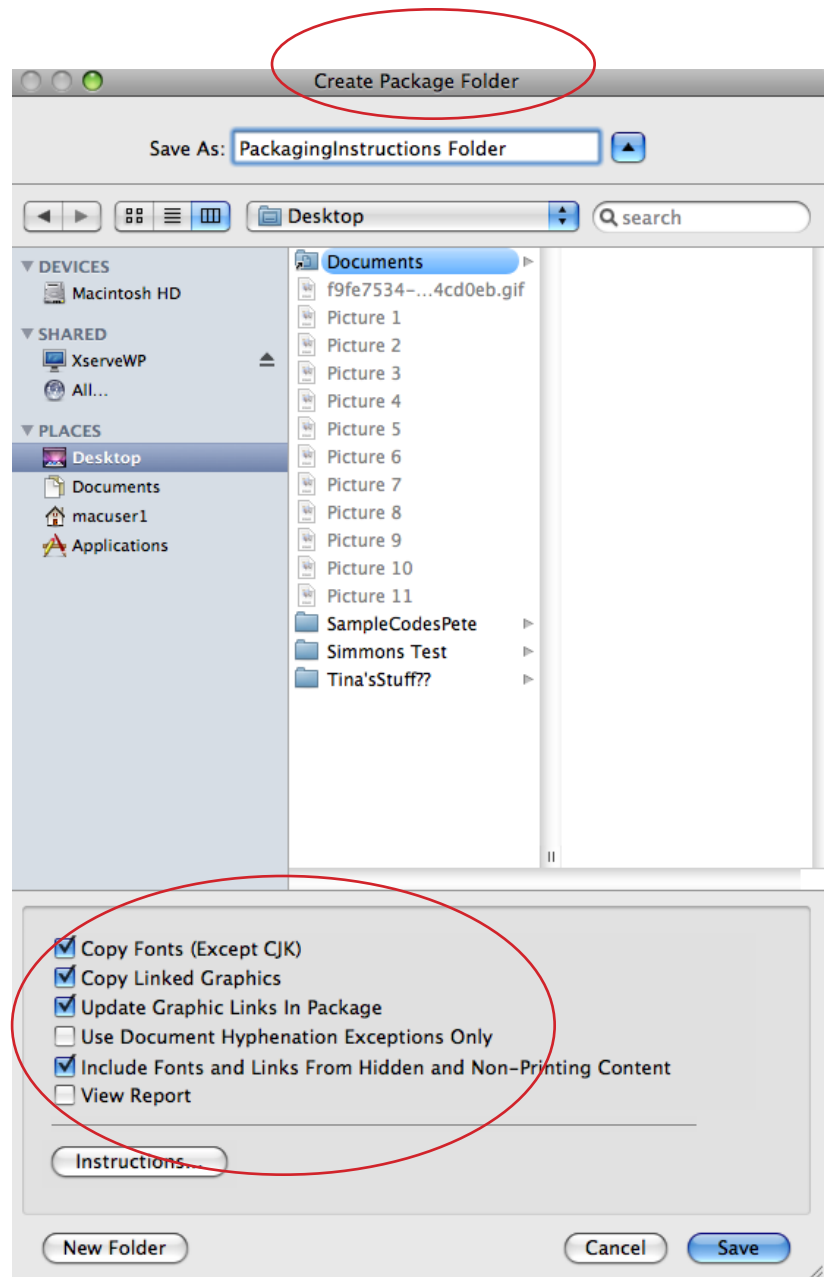 Create Package Folder
Save As: PackagingInstructions Folder
Desktop
search
DEVICES
Macintosh HD
SHARED
XserveWP
All...
PLACES
Desktop
Documents
macuser1
Applications
Documents
f9fe7534-...4cd0eb.gif
Picture 1
Picture 2
Picture 3
Picture 4
Picture 5
Picture 6
Picture 7
Picture 8
Picture 9
Picture 10
Picture 11
SampleCodesPete
Simmons Test
Tina'sStuff??
Copy Fonts (Except CJK)
Copy Linked Graphics
Update Graphic Links In Package
Use Document Hyphenation Exceptions Only
Include Fonts and Links From Hidden and Non-Printing Content
View Report
Instructions...
New Folder
Cancel
Save